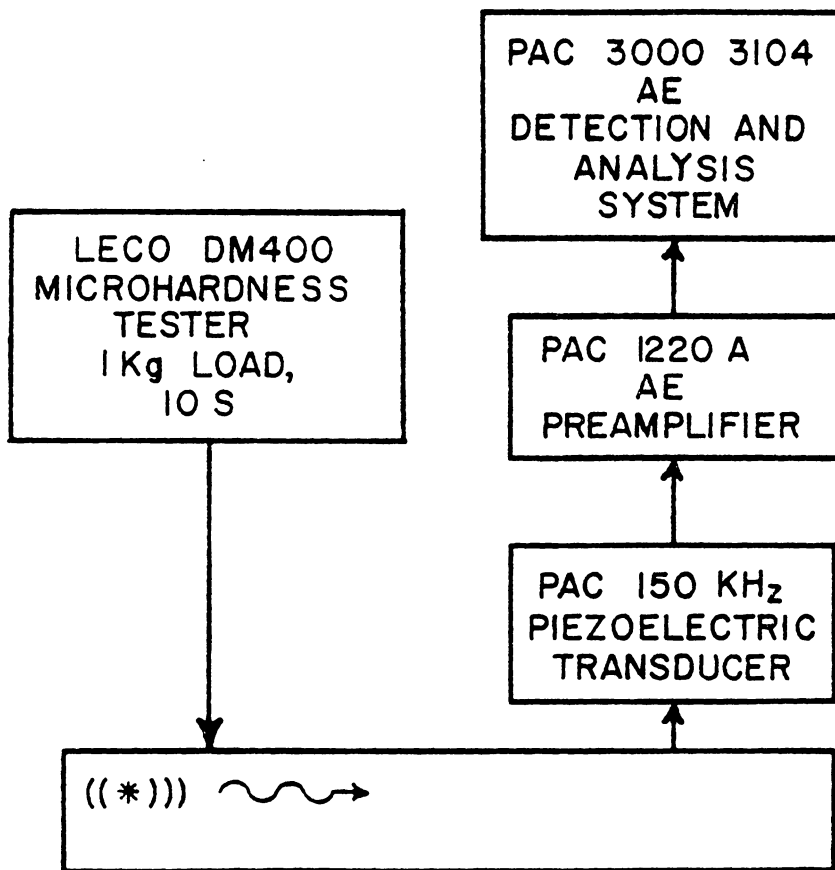 PAC 3000 3104
AE
DETECTION AND
ANALYSIS
SYSTEM
LECO DM400
MICROHARDNESS
TESTER
1 Kg LOAD,
10 S
PAC 1220 A
AE
PREAMPLIFIER
PAC 150 KHz
PIEZOELECTRIC
TRANSDUCER
((*)))